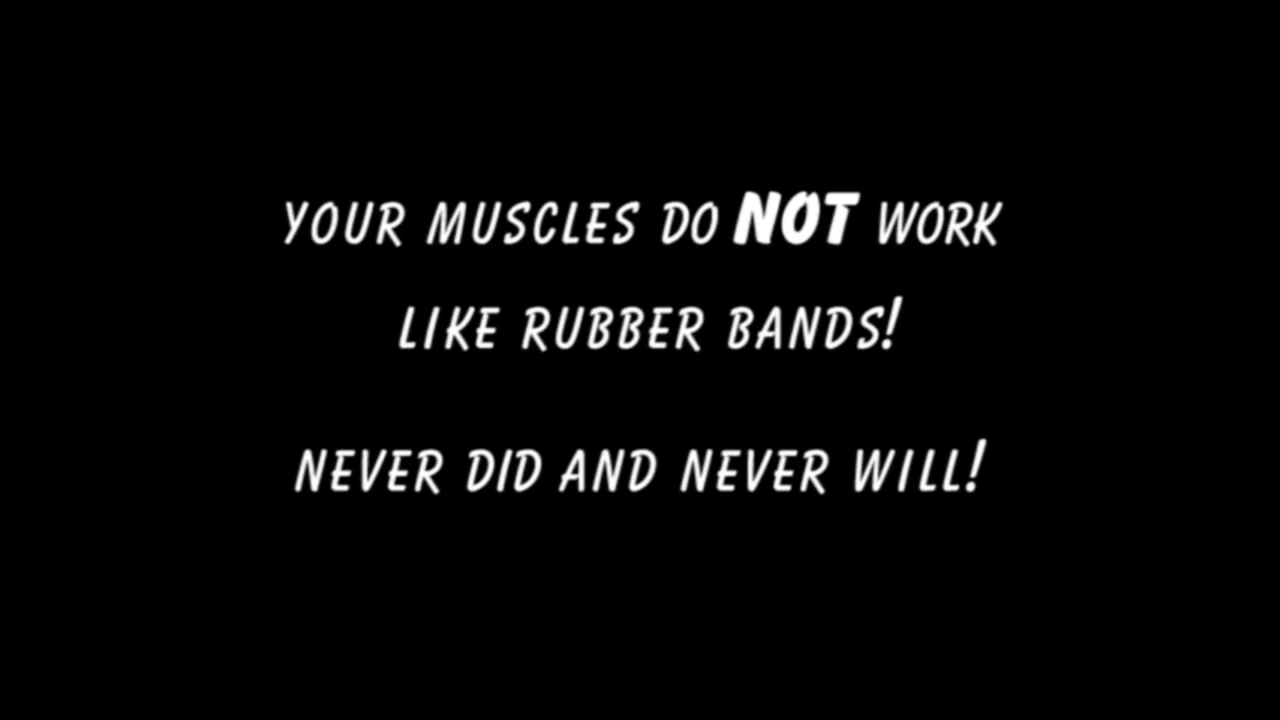 YOUR MUSCLES DO NOT WORK
LIKE RUBBER BANDS!
NEVER DID AND NEVER WILL!